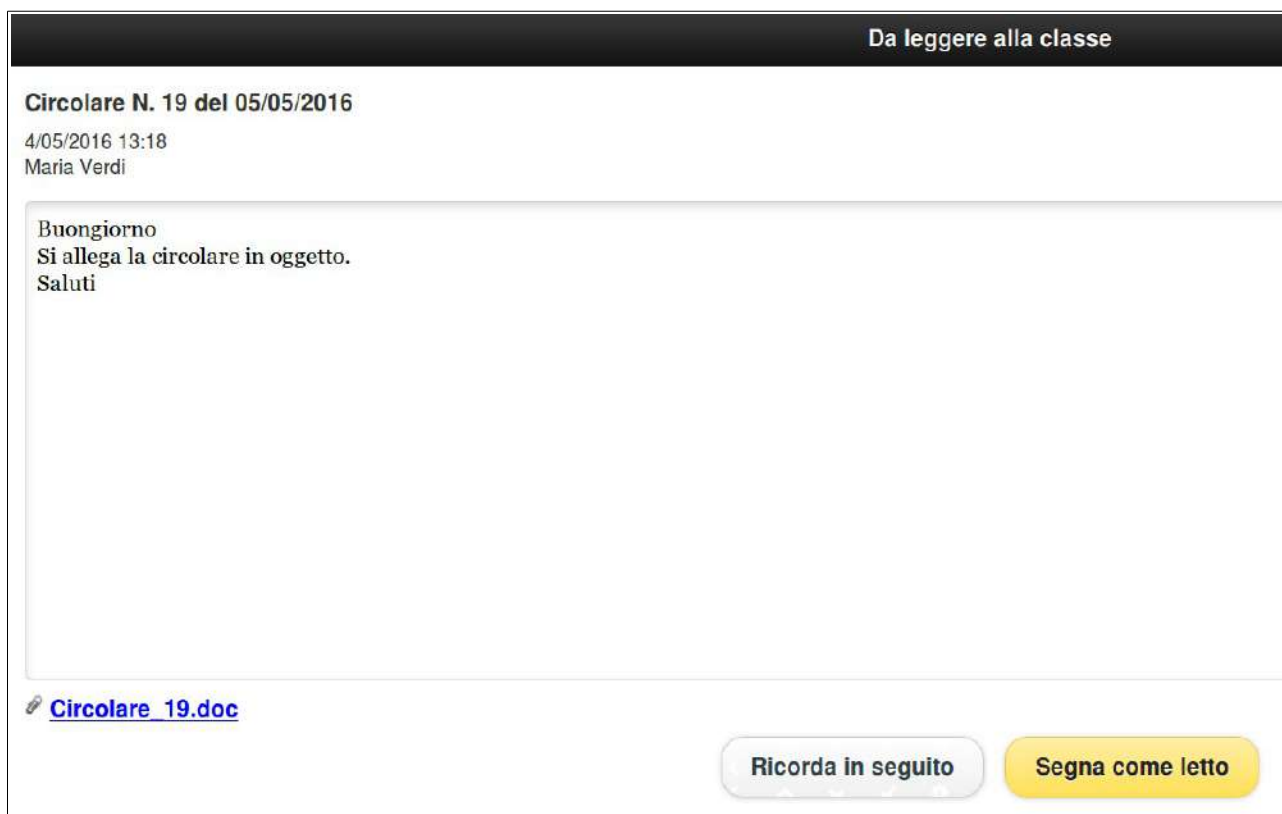 Da leggere alla classe
Circolare N. 19 del 05/05/2016
4/05/2016 13:18
Maria Verdi
Buongiorno
Si allega la circolare in oggetto.
Saluti
Circolare_19.doc
Ricorda in seguito
Segna come letto